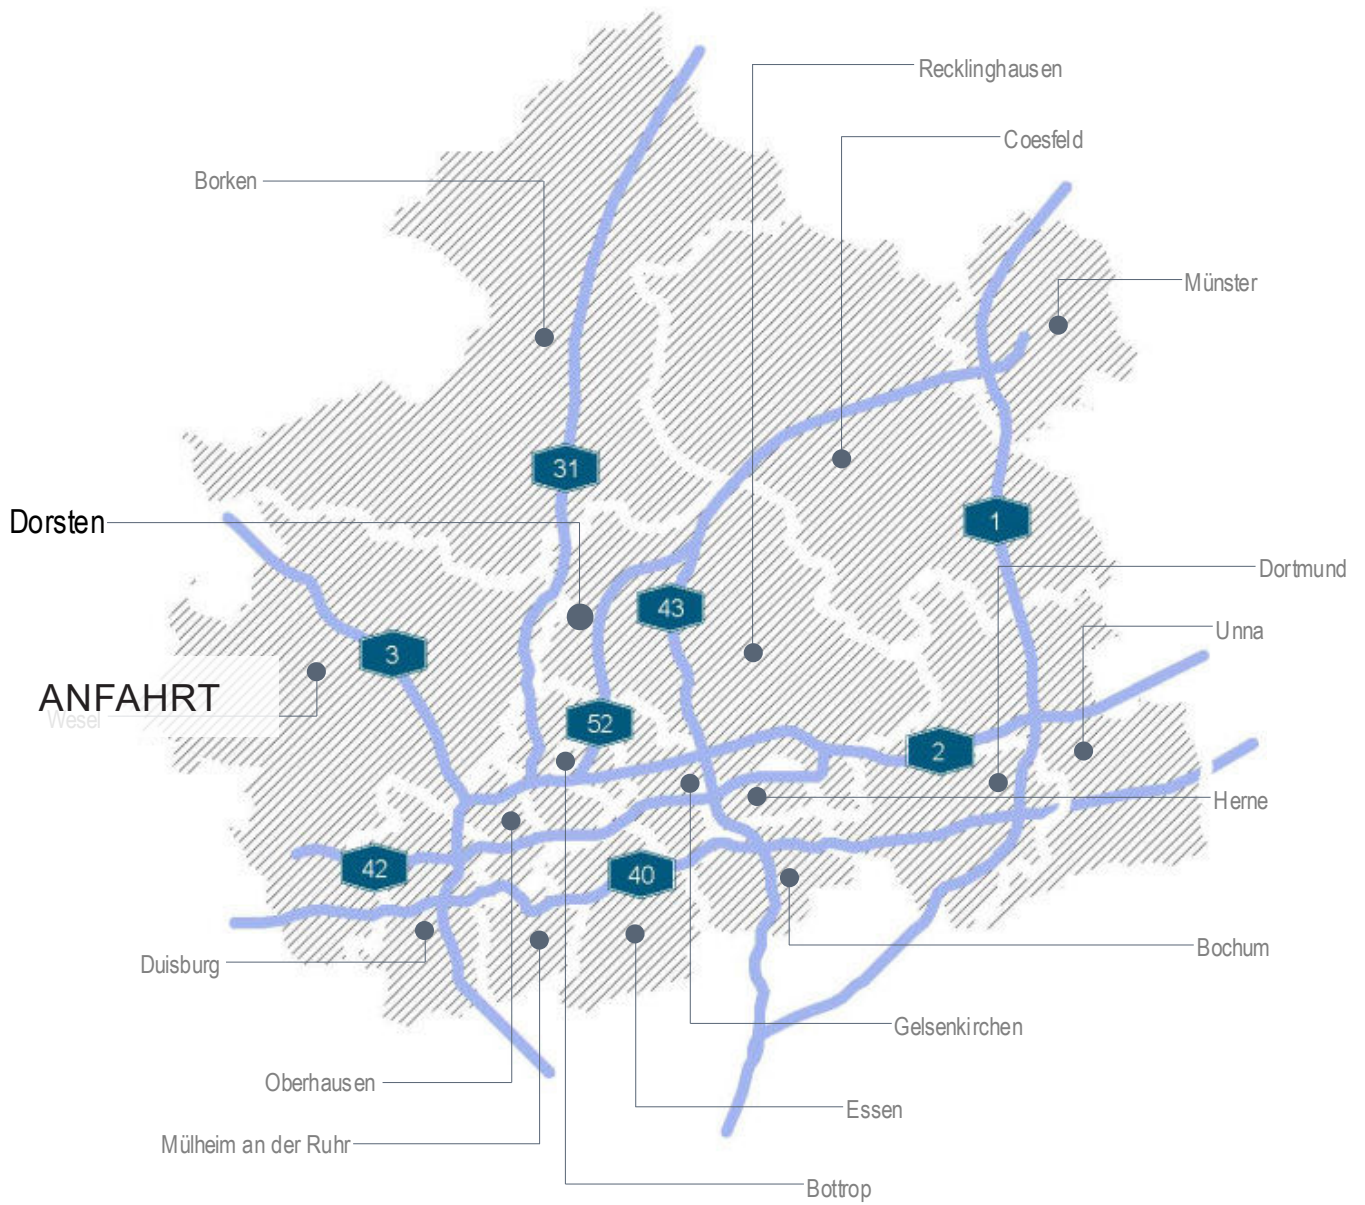 Recklinghausen
Coesfeld
Borken
Münster
31
Dorsten
1
Dortmund
43
Unna
3
ANFAHRT
Wesel
52
2
Herne
42
40
Bochum
Duisburg
Gelsenkirchen
Oberhausen
Essen
Mülheim an der Ruhr
Bottrop